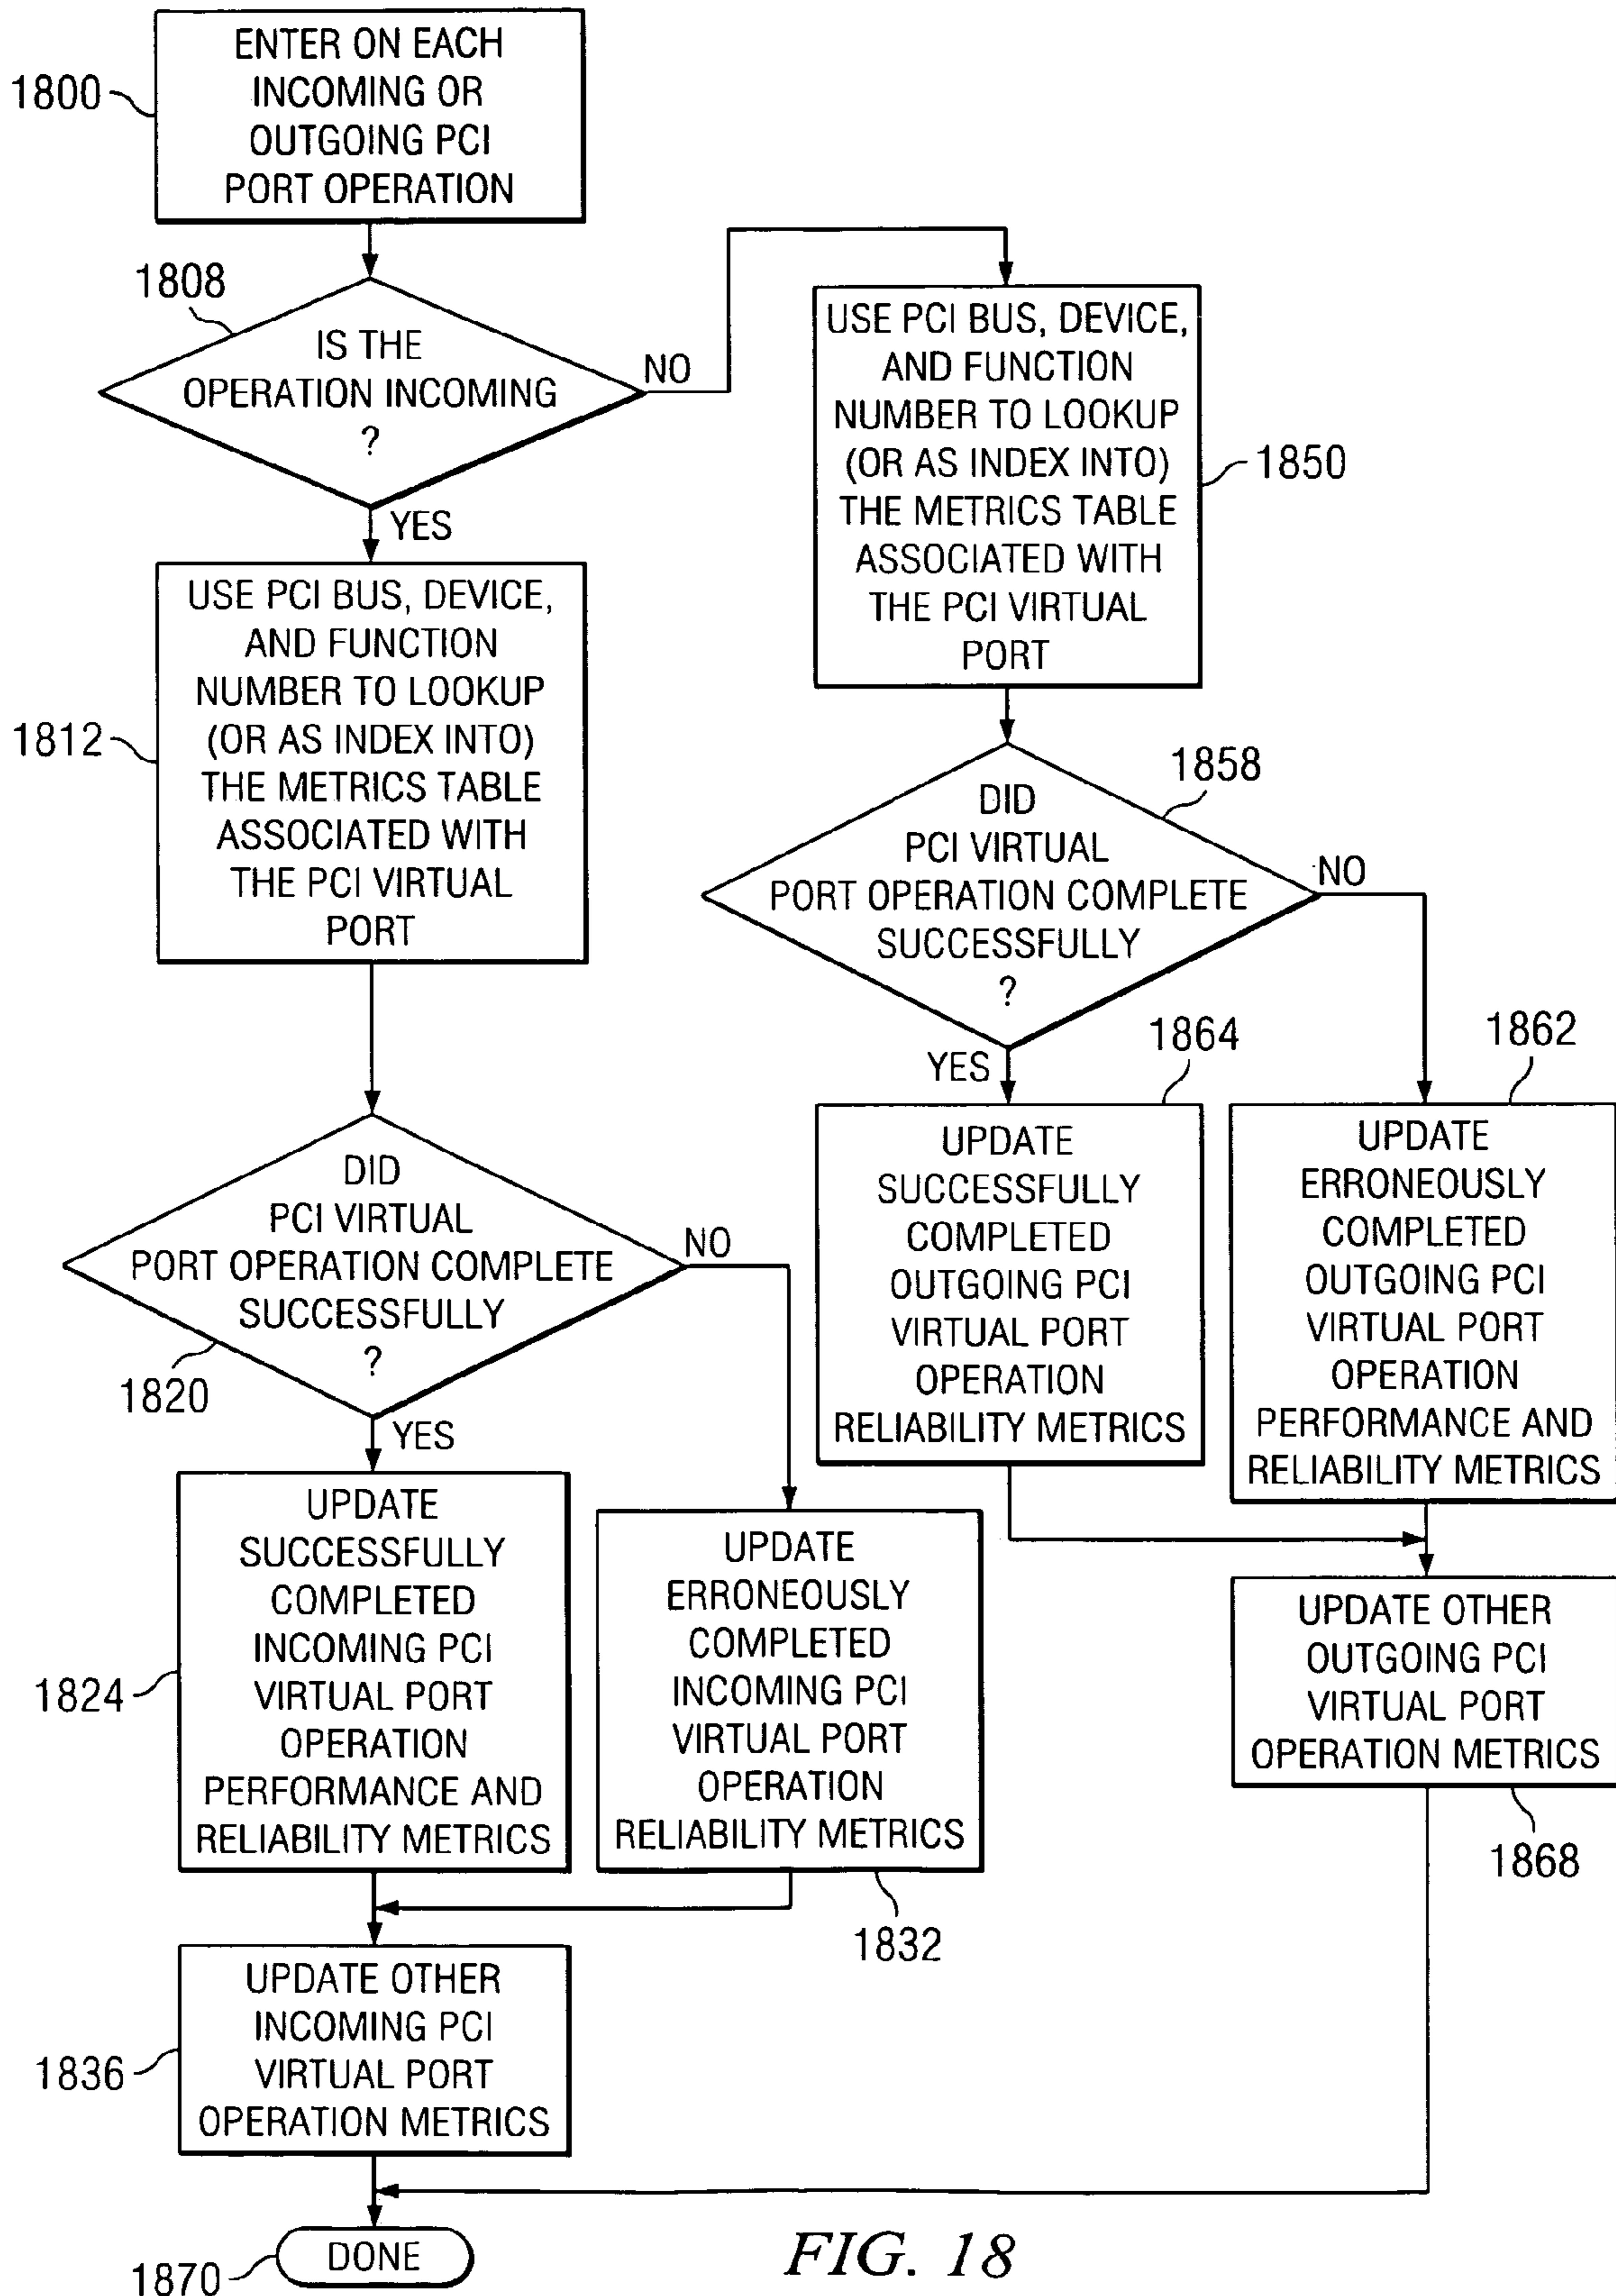 1800
ENTER ON EACH
INCOMING OR
OUTGOING PCI
PORT OPERATION
1808
IS THE
OPERATION INCOMING
?
NO
YES
1812
USE PCI BUS, DEVICE,
AND FUNCTION
NUMBER TO LOOKUP
(OR AS INDEX INTO)
THE METRICS TABLE
ASSOCIATED WITH
THE PCI VIRTUAL
PORT
USE PCI BUS, DEVICE,
AND FUNCTION
NUMBER TO LOOKUP
(OR AS INDEX INTO)
THE METRICS TABLE
ASSOCIATED WITH
THE PCI VIRTUAL
PORT
1850
1858
DID
PCI VIRTUAL
PORT OPERATION COMPLETE
SUCCESSFULLY
?
NO
YES
1864
1862
UPDATE
SUCCESSFULLY
COMPLETED
OUTGOING PCI
VIRTUAL PORT
OPERATION
RELIABILITY METRICS
UPDATE
ERRONEOUSLY
COMPLETED
OUTGOING PCI
VIRTUAL PORT
OPERATION
PERFORMANCE AND
RELIABILITY METRICS
DID
PCI VIRTUAL
PORT OPERATION COMPLETE
SUCCESSFULLY
?
NO
1820
YES
1824
UPDATE
SUCCESSFULLY
COMPLETED
INCOMING PCI
VIRTUAL PORT
OPERATION
PERFORMANCE AND
RELIABILITY METRICS
UPDATE
ERRONEOUSLY
COMPLETED
INCOMING PCI
VIRTUAL PORT
OPERATION
RELIABILITY METRICS
1832
UPDATE OTHER
OUTGOING PCI
VIRTUAL PORT
OPERATION METRICS
1868
1836
UPDATE OTHER
INCOMING PCI
VIRTUAL PORT
OPERATION METRICS
1870
DONE
FIG. 18